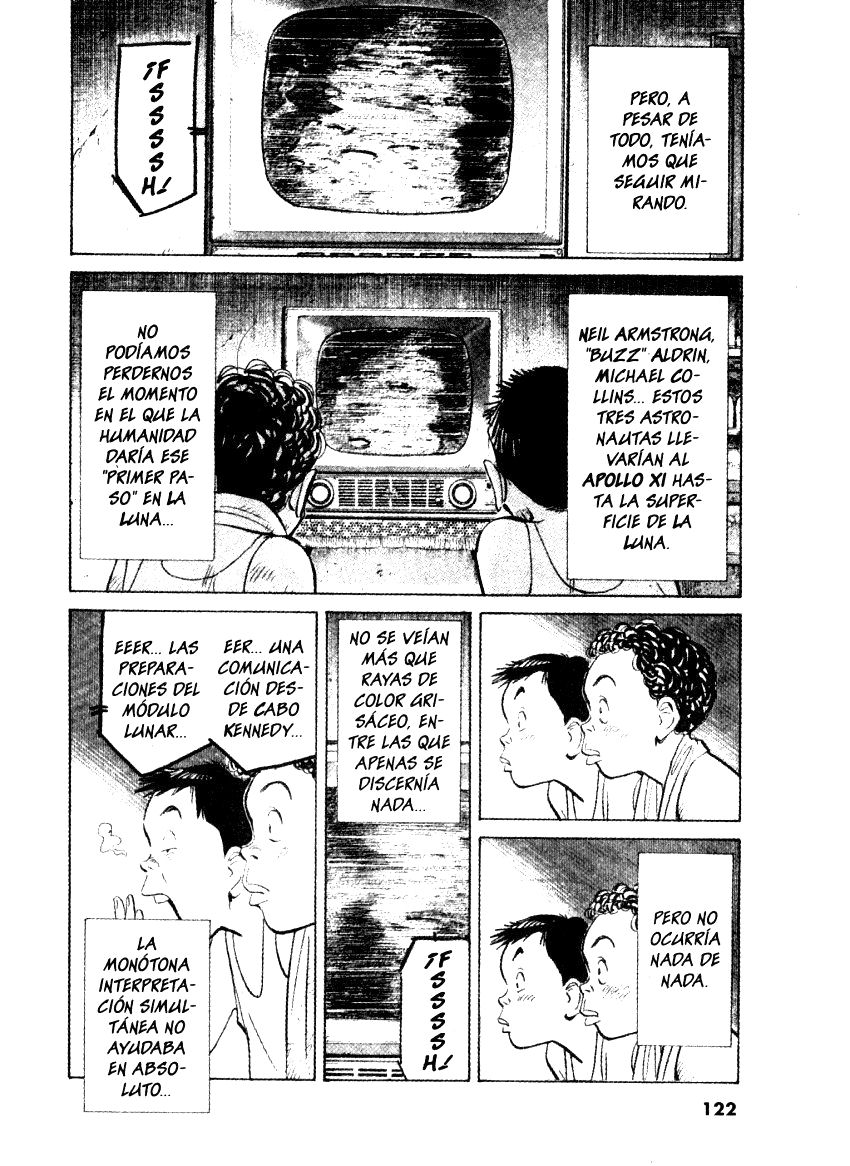 PERO, A
PESAR DE
TODO, TENÍA-
MOS QUE
SEGUIR MI-
RANDO.
¡F
S
S
S
S
H!
NEIL ARMSTRONG,
"BUZZ" ALDRIN,
MICHAEL CO-
LLINS... ESTOS
TRES ASTRO-
NAUTAS LLE-
VARÍAN AL
APOLLO XI HAS-
TA LA SUPER-
FICIE DE LA
LUNA.
NO
PODÍAMOS
PERDERNOS
EL MOMENTO
EN EL QUE LA
HUMANIDAD
DARÍA ESE
"PRIMER PA-
SO" EN LA
LUNA...
PERO NO
OCURRÍA
NADA DE
NADA.
NO SE VEÍAN
MÁS QUE
RAYAS DE
COLOR GRI-
SÁCEO, EN-
TRE LAS QUE
APENAS SE
DISCERNÍA
NADA...
¡F
S
S
S
S
H!
EER... UNA
COMUNICA-
CIÓN DES-
DE CABO
KENNEDY...
EEER... LAS
PREPARA-
CIONES DEL
MÓDULO
LUNAR...
LA
MONÓTONA
INTERPRETA-
CIÓN SIMUL-
TÁNEA NO
AYUDABA
EN ABSO-
LUTO...
122